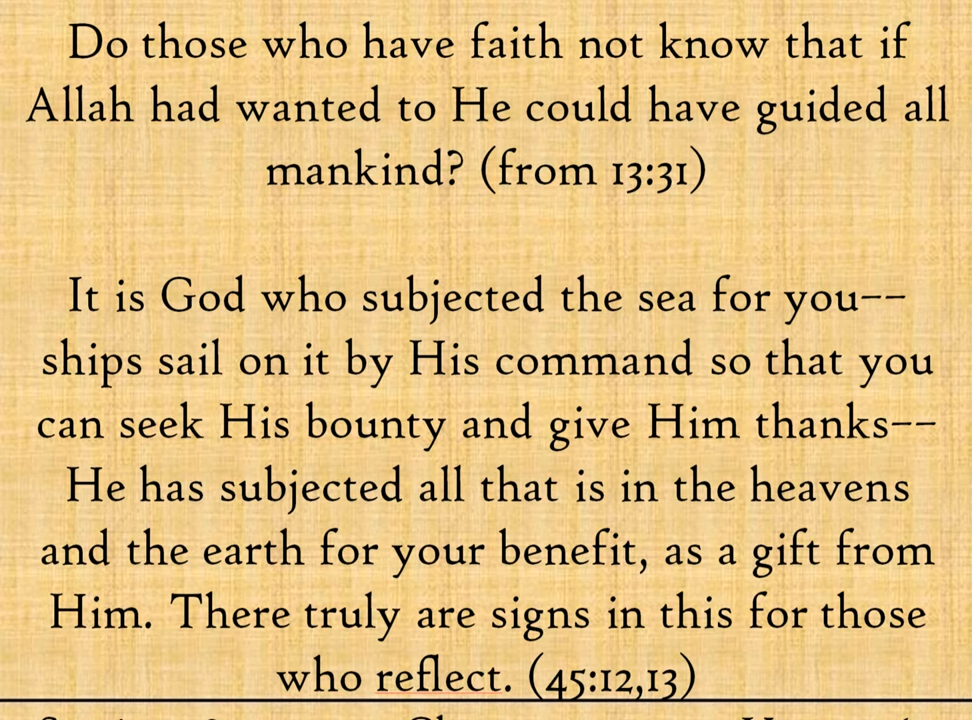 Do those who have faith not know that if
Allah had wanted to He could have guided all
mankind? (from 13:31)
It is God who subjected the sea for you--
ships sail on it by His command so that you
can seek His bounty and give Him thanks--
He has subjected all that is in the heavens
and the earth for your benefit, as a gift from
Him. There truly are signs in this for those
who reflect. (45:12,13)